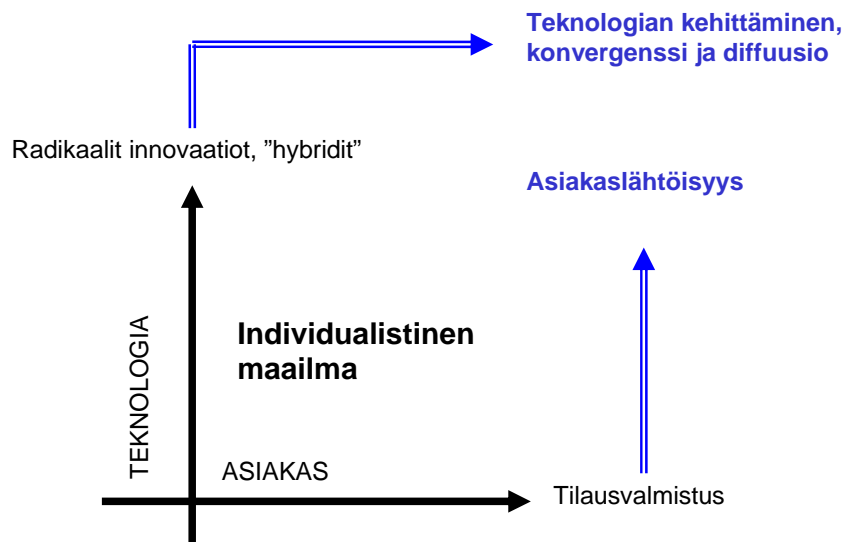 Teknologian kehittäminen,
konvergenssi ja diffuusio
Radikaalit innovaatiot, ”hybridit”
Asiakaslähtöisyys
TEKNOLOGIA
Individualistinen
maailma
ASIAKAS
Tilausvalmistus